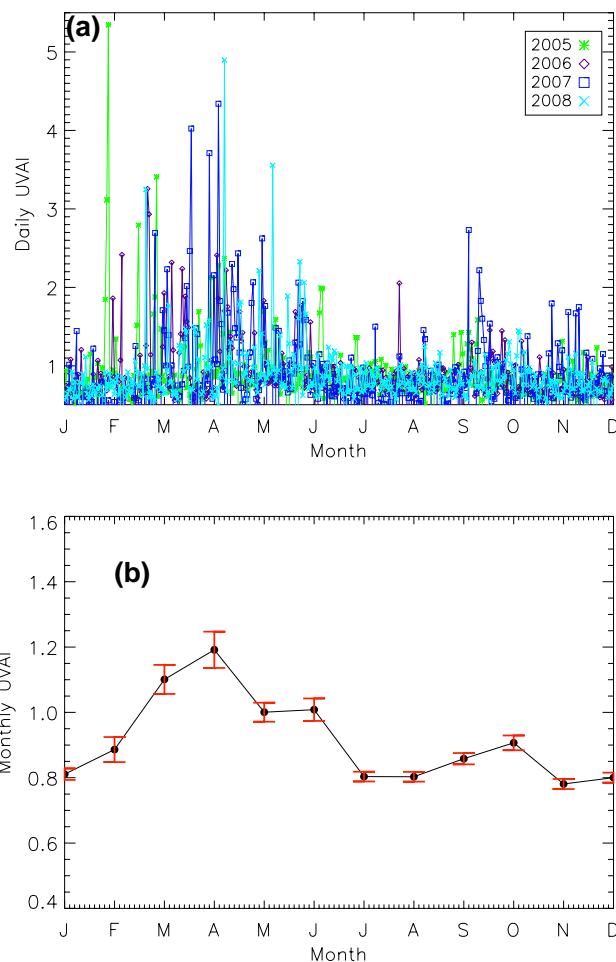 (a)
2005
2006
2007
2008
5
4
3
2
1
Daily UVAI
J F M A M J J A S O N D
Month
(b)
1.6
1.4
1.2
1.0
0.8
0.6
0.4
Monthly UVAI
J F M A M J J A S O N D
Month